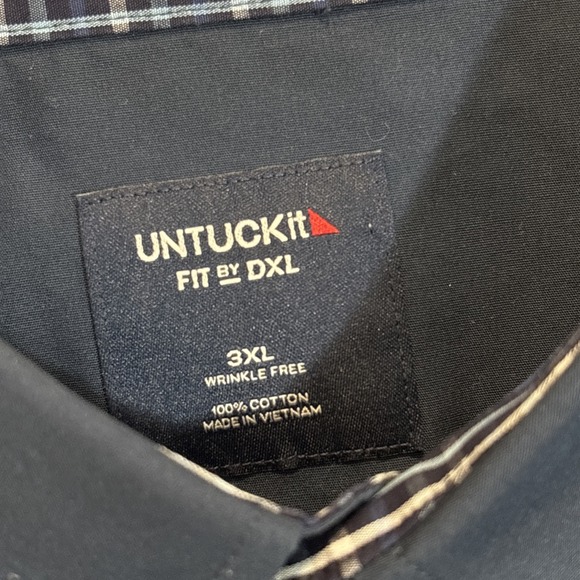 UNTUCKit
FIT BY DXL
3XL
WRINKLE FREE
100% COTTON
MADE IN VIETNAM